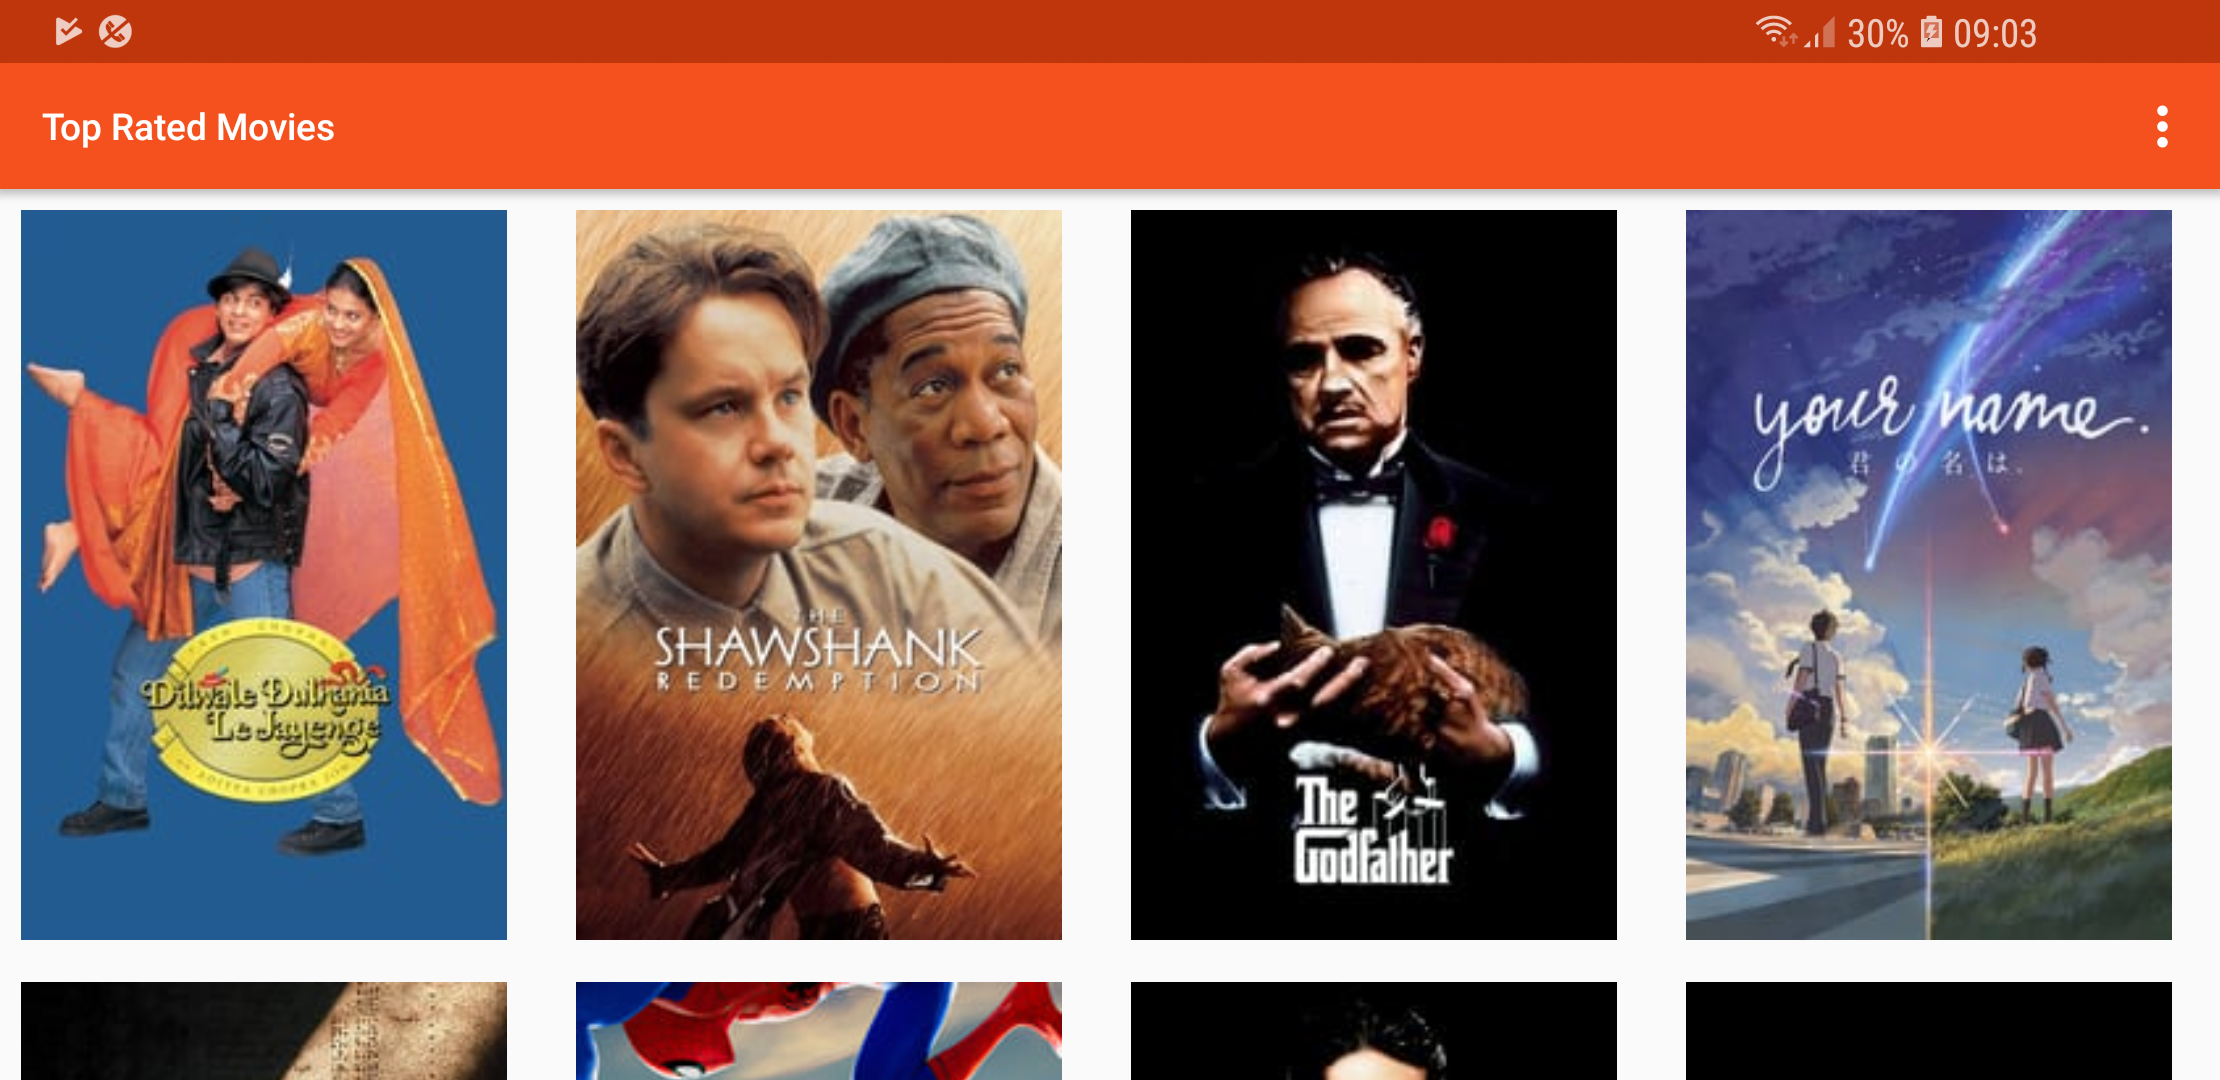 30% 09:03
Top Rated Movies
Dilwale Dulhania
Le Jayenge
THE
SHAWSHANK
REDEMPTION
The
Godfather
your name.
君の名は.